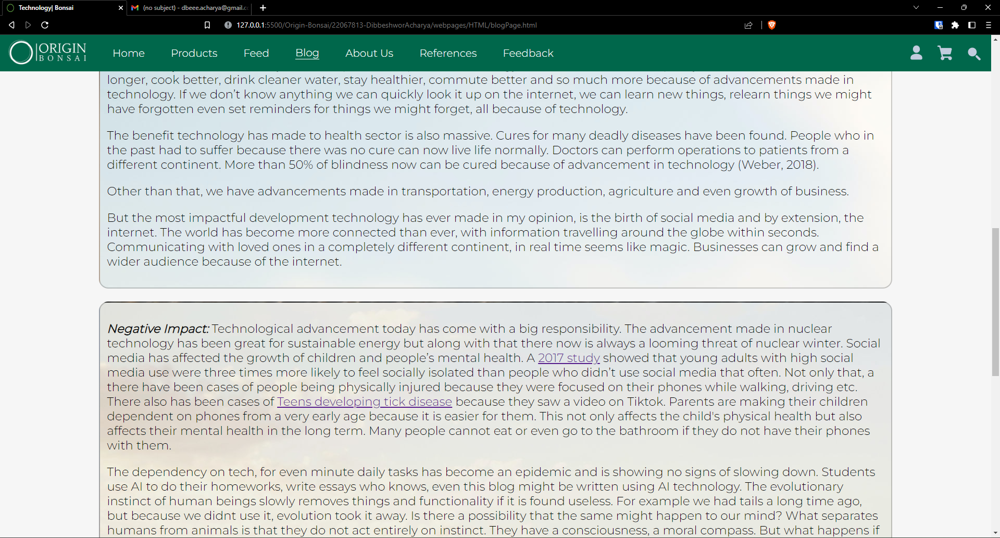 Technology| Bonsai
(no subject) - dbeee.acharya@gmail.c
127.0.0.1:5500/Origin-Bonsai/22067813-DibbeshworAcharya/webpages/HTML/blogPage.html
ORIGIN
BONSAI
Home Products Feed Blog About Us References Feedback
longer, cook better, drink cleaner water, stay healthier, commute better and so much more because of advancements made in
technology. If we don’t know anything we can quickly look it up on the internet, we can learn new things, relearn things we might
have forgotten even set reminders for things we might forget, all because of technology.
The benefit technology has made to health sector is also massive. Cures for many deadly diseases have been found. People who in
the past had to suffer because there was no cure can now live life normally. Doctors can perform operations to patients from a
different continent. More than 50% of blindness now can be cured because of advancement in technology (Weber, 2018).
Other than that, we have advancements made in transportation, energy production, agriculture and even growth of business.
But the most impactful development technology has ever made in my opinion, is the birth of social media and by extension, the
internet. The world has become more connected than ever, with information travelling around the globe within seconds.
Communicating with loved ones in a completely different continent, in real time seems like magic. Businesses can grow and find a
wider audience because of the internet.
Negative Impact: Technological advancement today has come with a big responsibility. The advancement made in nuclear
technology has been great for sustainable energy but along with that there now is always a looming threat of nuclear winter. Social
media has affected the growth of children and people’s mental health. A 2017 study showed that young adults with high social
media use were three times more likely to feel socially isolated than people who didn’t use social media that often. Not only that, a
there have been cases of people being physically injured because they were focused on their phones while walking, driving etc.
There also has been cases of Teens developing tick disease because they saw a video on Tiktok. Parents are making their children
dependent on phones from a very early age because it is easier for them. This not only affects the child's physical health but also
affects their mental health in the long term. Many people cannot eat or even go to the bathroom if they do not have their phones
with them.
The dependency on tech, for even minute daily tasks has become an epidemic and is showing no signs of slowing down. Students
use AI to do their homeworks, write essays who knows, even this blog might be written using AI technology. The evolutionary
instinct of human beings slowly removes things and functionality if it is found useless. For example we had tails a long time ago,
but because we didnt use it, evolution took it away. Is there a possibility that the same might happen to our mind? What separates
humans from animals is that they do not act entirely on instinct. They have a consciousness, a moral compass. But what happens if